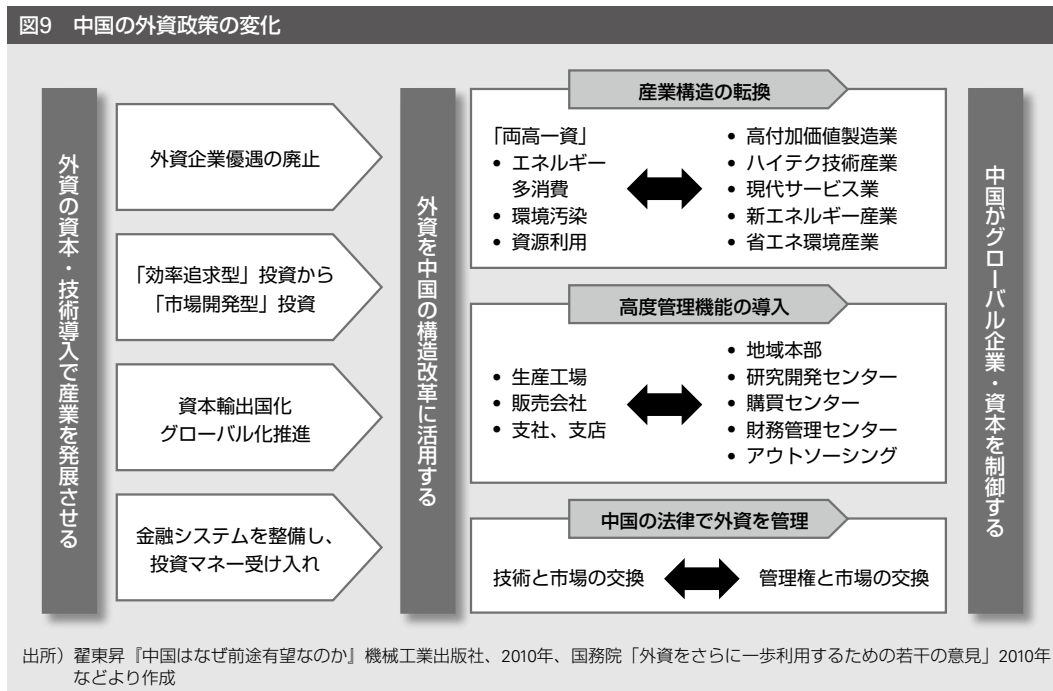 図9　中国の外資政策の変化
外資の資本・技術導入で産業を発展させる
外資企業優遇の廃止
「効率追求型」投資から
「市場開発型」投資
資本輸出国化
グローバル化推進
金融システムを整備し、
投資マネー受け入れ
外資を中国の構造改革に活用する
産業構造の転換
「両高一資」
• エネルギー
多消費
• 環境汚染
• 資源利用
• 高付加価値製造業
• ハイテク技術産業
• 現代サービス業
• 新エネルギー産業
• 省エネ環境産業
高度管理機能の導入
• 生産工場
• 販売会社
• 支社、支店
• 地域本部
• 研究開発センター
• 購買センター
• 財務管理センター
• アウトソーシング
中国の法律で外資を管理
技術と市場の交換
管理権と市場の交換
中国がグローバル企業・資本を制御する
出所）翟東昇『中国はなぜ前途有望なのか』機械工業出版社、2010年、国務院「外資をさらに一歩利用するための若干の意見」2010年
などより作成